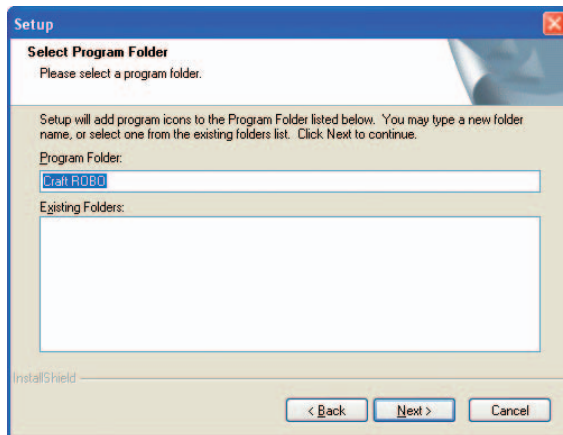 Setup
Select Program Folder
Please select a program folder.
Setup will add program icons to the Program Folder listed below. You may type a new folder
name, or select one from the existing folders list. Click Next to continue.
Program Folder:
Craft ROBO
Existing Folders:
InstallShield
< Back Next > Cancel